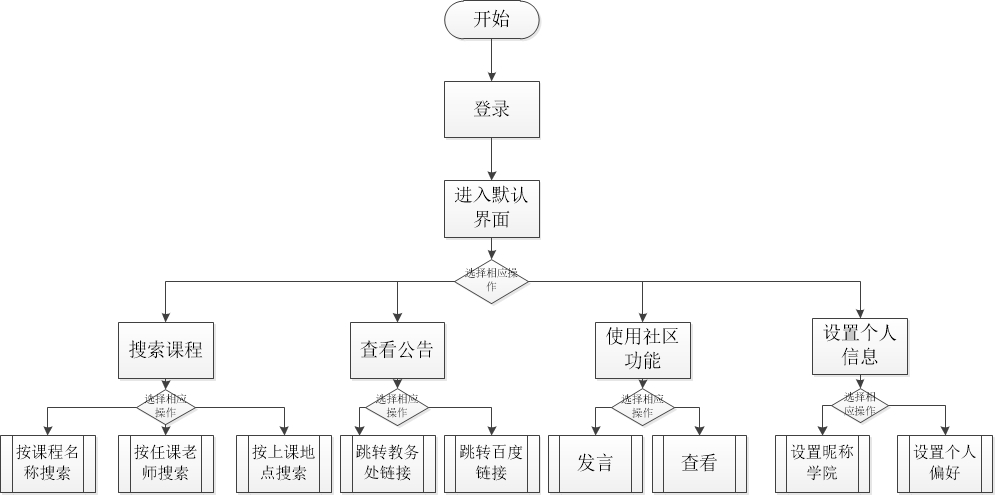 开始
登录
进入默认
界面
选择相应操
作
搜索课程
查看公告
使用社区
功能
设置个人
信息
选择相应
操作
选择相应
操作
选择相应
操作
选择相
应操作
按课程名
称搜索
按任课老
师搜索
按上课地
点搜索
跳转教务
处链接
跳转百度
链接
发言
查看
设置昵称
学院
设置个人
偏好